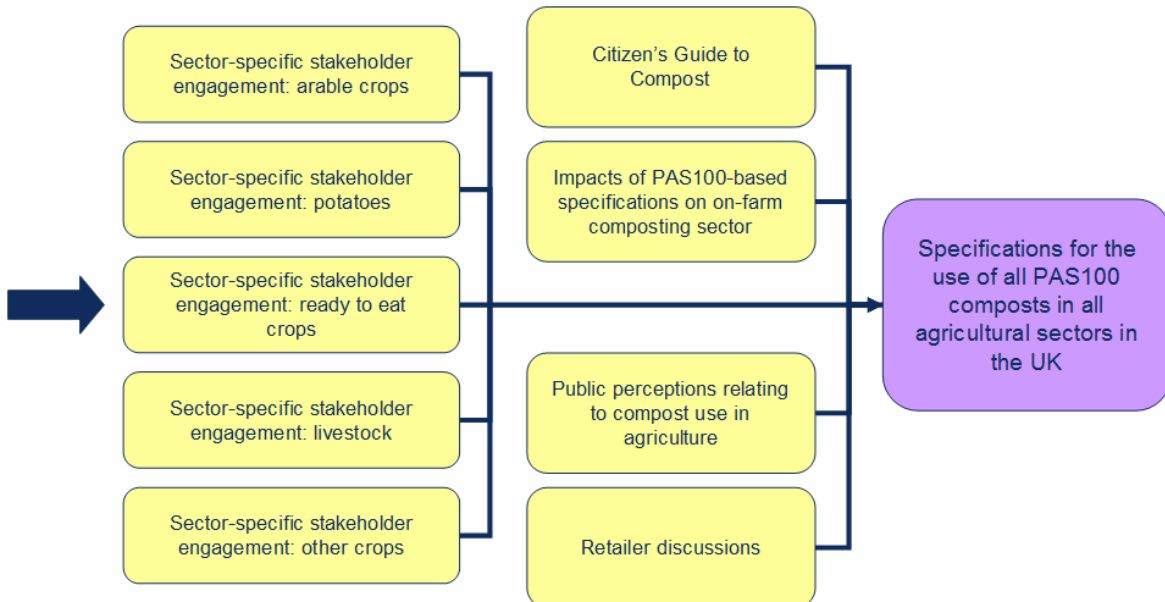 Sector-specific stakeholder
engagement: arable crops
Sector-specific stakeholder
engagement: potatoes
Sector-specific stakeholder
engagement: ready to eat
crops
Sector-specific stakeholder
engagement: livestock
Sector-specific stakeholder
engagement: other crops
Citizen's Guide to
Compost
Impacts of PAS100-based
specifications on on-farm
composting sector
Public perceptions relating
to compost use in
agriculture
Retailer discussions
Specifications for the
use of all PAS100
composts in all
agricultural sectors in
the UK